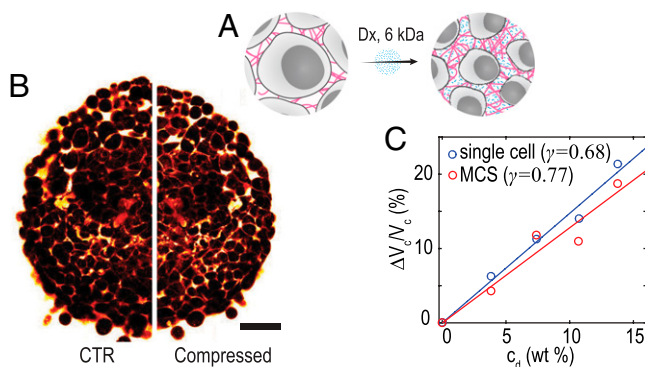 A
Dx, 6 kDa
B
CTR
Compressed
C
single cell (γ=0.68)
MCS (γ=0.77)
ΔV_c/V_c (%)
20
10
0
0
5
10
15
c_d (wt %)